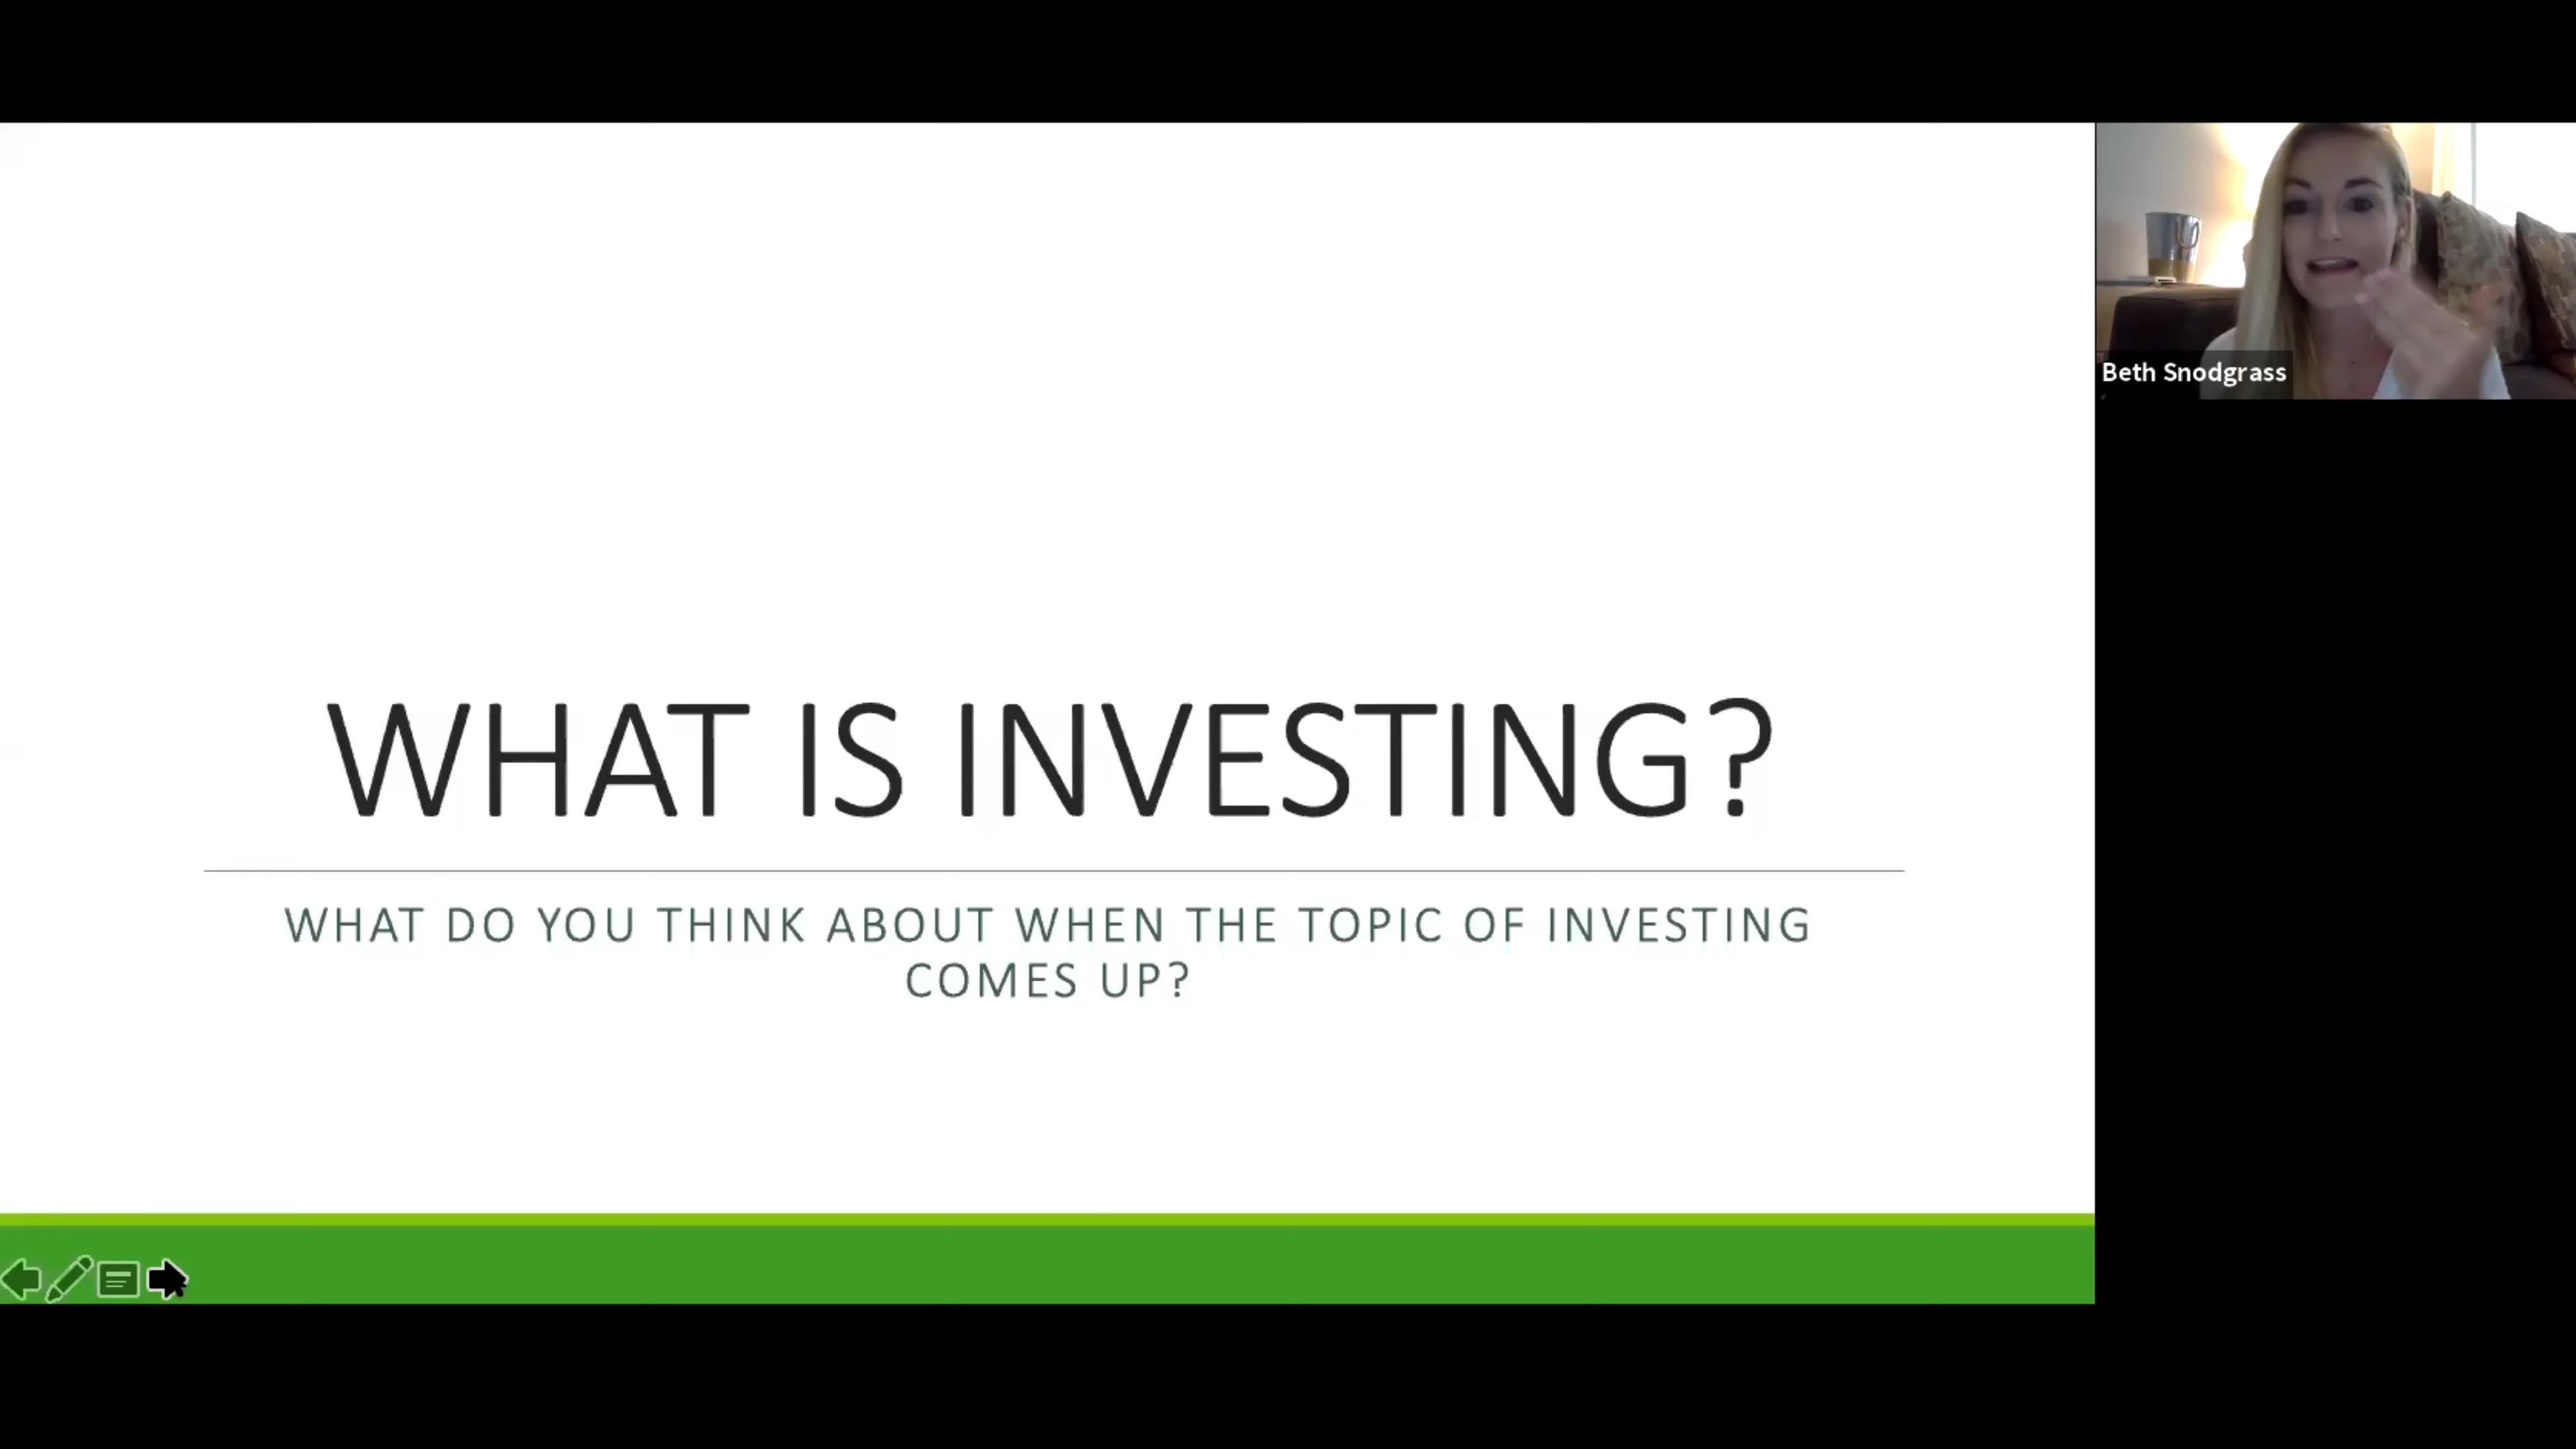 WHAT IS INVESTING?
WHAT DO YOU THINK ABOUT WHEN THE TOPIC OF INVESTING
COMES UP?
Beth Snodgrass